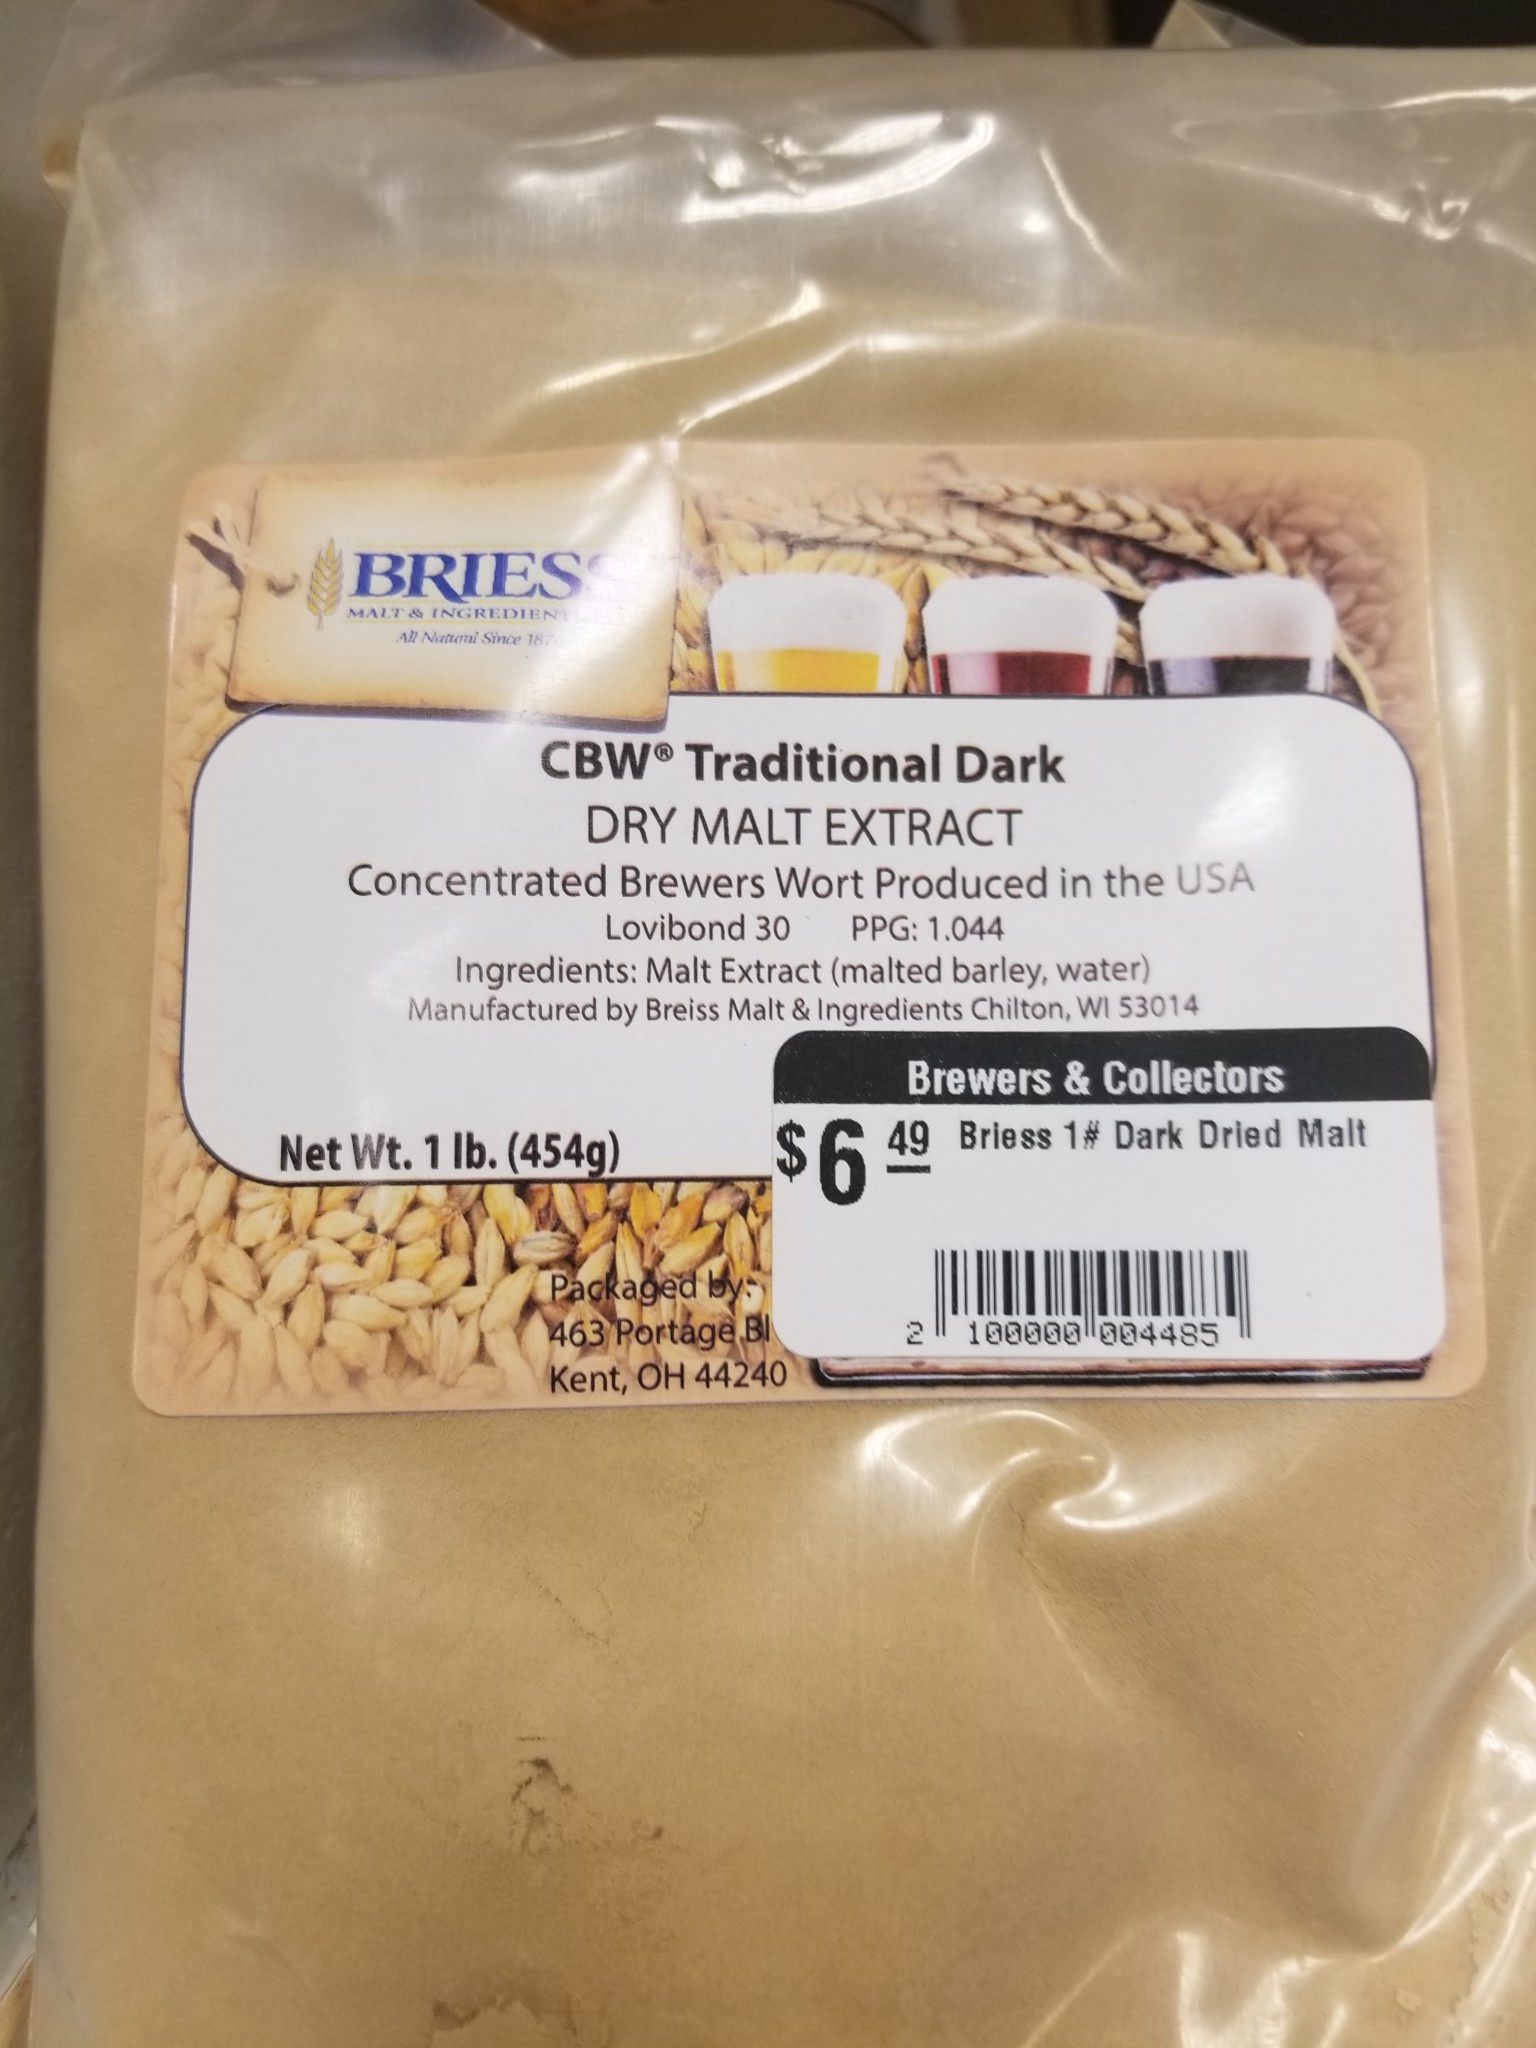 BRIESS
MALT & INGREDIENT
All Natural Since 187
CBW® Traditional Dark
DRY MALT EXTRACT
Concentrated Brewers Wort Produced in the USA
Lovibond 30 PPG: 1.044
Ingredients: Malt Extract (malted barley, water)
Manufactured by Breiss Malt & Ingredients Chilton, WI 53014
Net Wt. 1 lb. (454g)
Brewers & Collectors
$6 49 Briess 1# Dark Dried Malt
2 100000 004485
Packaged by:
463 Portage Bl
Kent, OH 44240